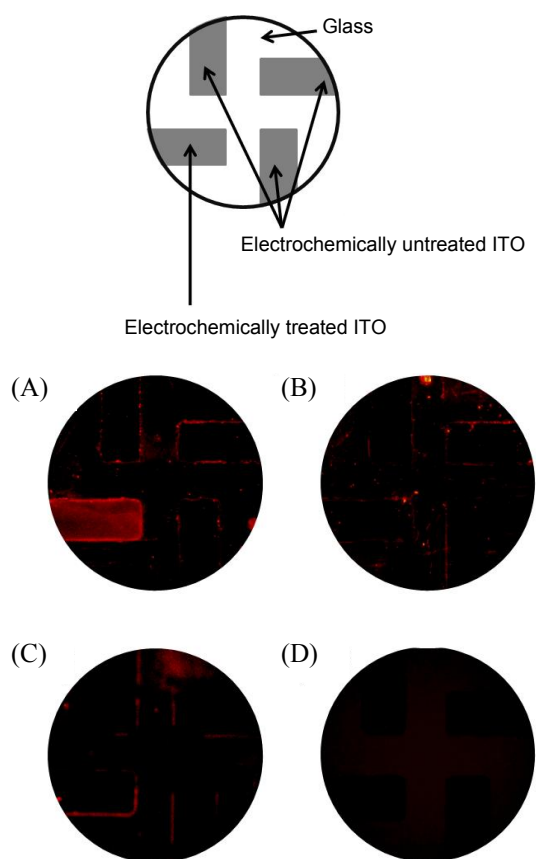 Glass
Electrochemically untreated ITO
Electrochemically treated ITO
(A)
(B)
(C)
(D)